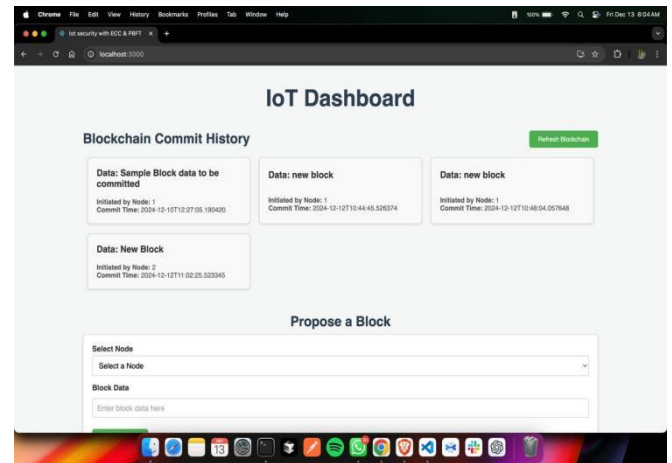 Chrome File Edit View History Bookmarks Profiles Tab Window Help
100% Fri Dec 13 8:04AM
Iot security with ECC & PBFT
localhost:3000
IoT Dashboard
Blockchain Commit History
Refresh Blockchain
Data: Sample Block data to be
committed
Initiated by Node: 1
Commit Time: 2024-12-10T12:27:05.190420
Data: new block
Initiated by Node: 1
Commit Time: 2024-12-12T10:44:45.526374
Data: new block
Initiated by Node: 1
Commit Time: 2024-12-12T10:48:04.057648
Data: New Block
Initiated by Node: 2
Commit Time: 2024-12-12T11:02:25.523345
Propose a Block
Select Node
Select a Node
Block Data
Enter block data here
13